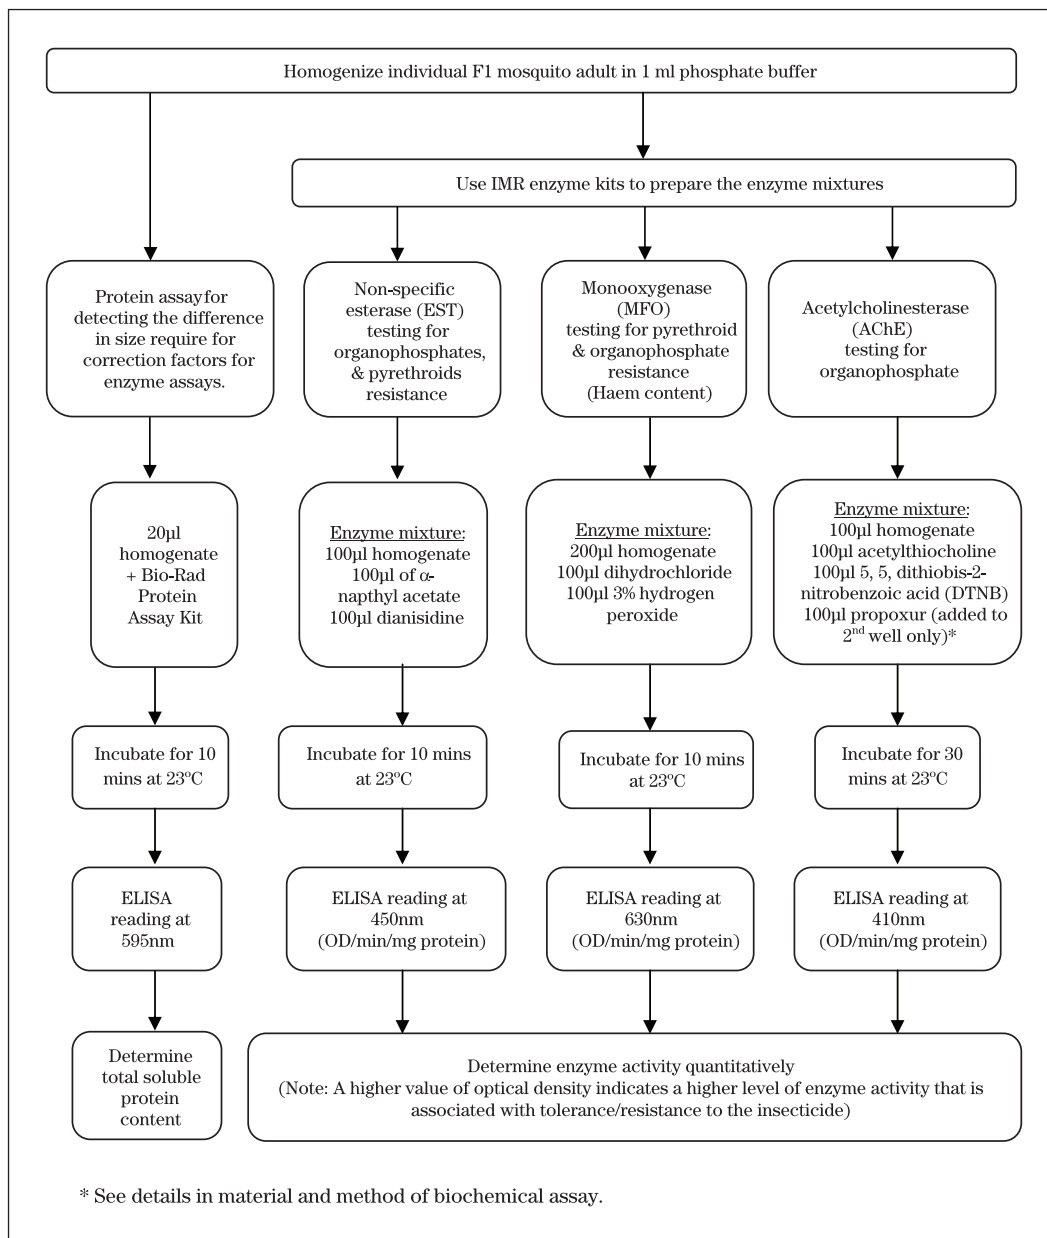 Homogenize individual F1 mosquito adult in 1 ml phosphate buffer
Use IMR enzyme kits to prepare the enzyme mixtures
Protein assay for
detecting the difference
in size require for
correction factors for
enzyme assays.
Non-specific
esterase (EST)
testing for
organophosphates,
& pyrethroids
resistance
Monooxygenase
(MFO)
testing for pyrethroid
& organophosphate
resistance
(Haem content)
Acetylcholinesterase
(AChE)
testing for
organophosphate
20µl
homogenate
+ Bio-Rad
Protein
Assay Kit
Enzyme mixture:
100µl homogenate
100µl of α-
napthyl acetate
100µl dianisidine
Enzyme mixture:
200µl homogenate
100µl dihydrochloride
100µl 3% hydrogen
peroxide
Enzyme mixture:
100µl homogenate
100µl acetylthiocholine
100µl 5, 5, dithiobis-2-
nitrobenzoic acid (DTNB)
100µl propoxur (added to
2nd well only)*
Incubate for 10
mins at 23ºC
Incubate for 10 mins
at 23ºC
Incubate for 10 mins
at 23ºC
Incubate for 30
mins at 23ºC
ELISA
reading at
595nm
ELISA reading at
450nm
(OD/min/mg protein)
ELISA reading at
630nm
(OD/min/mg protein)
ELISA reading at
410nm
(OD/min/mg protein)
Determine
total soluble
protein
content
Determine enzyme activity quantitatively
(Note: A higher value of optical density indicates a higher level of enzyme activity that is
associated with tolerance/resistance to the insecticide)
* See details in material and method of biochemical assay.